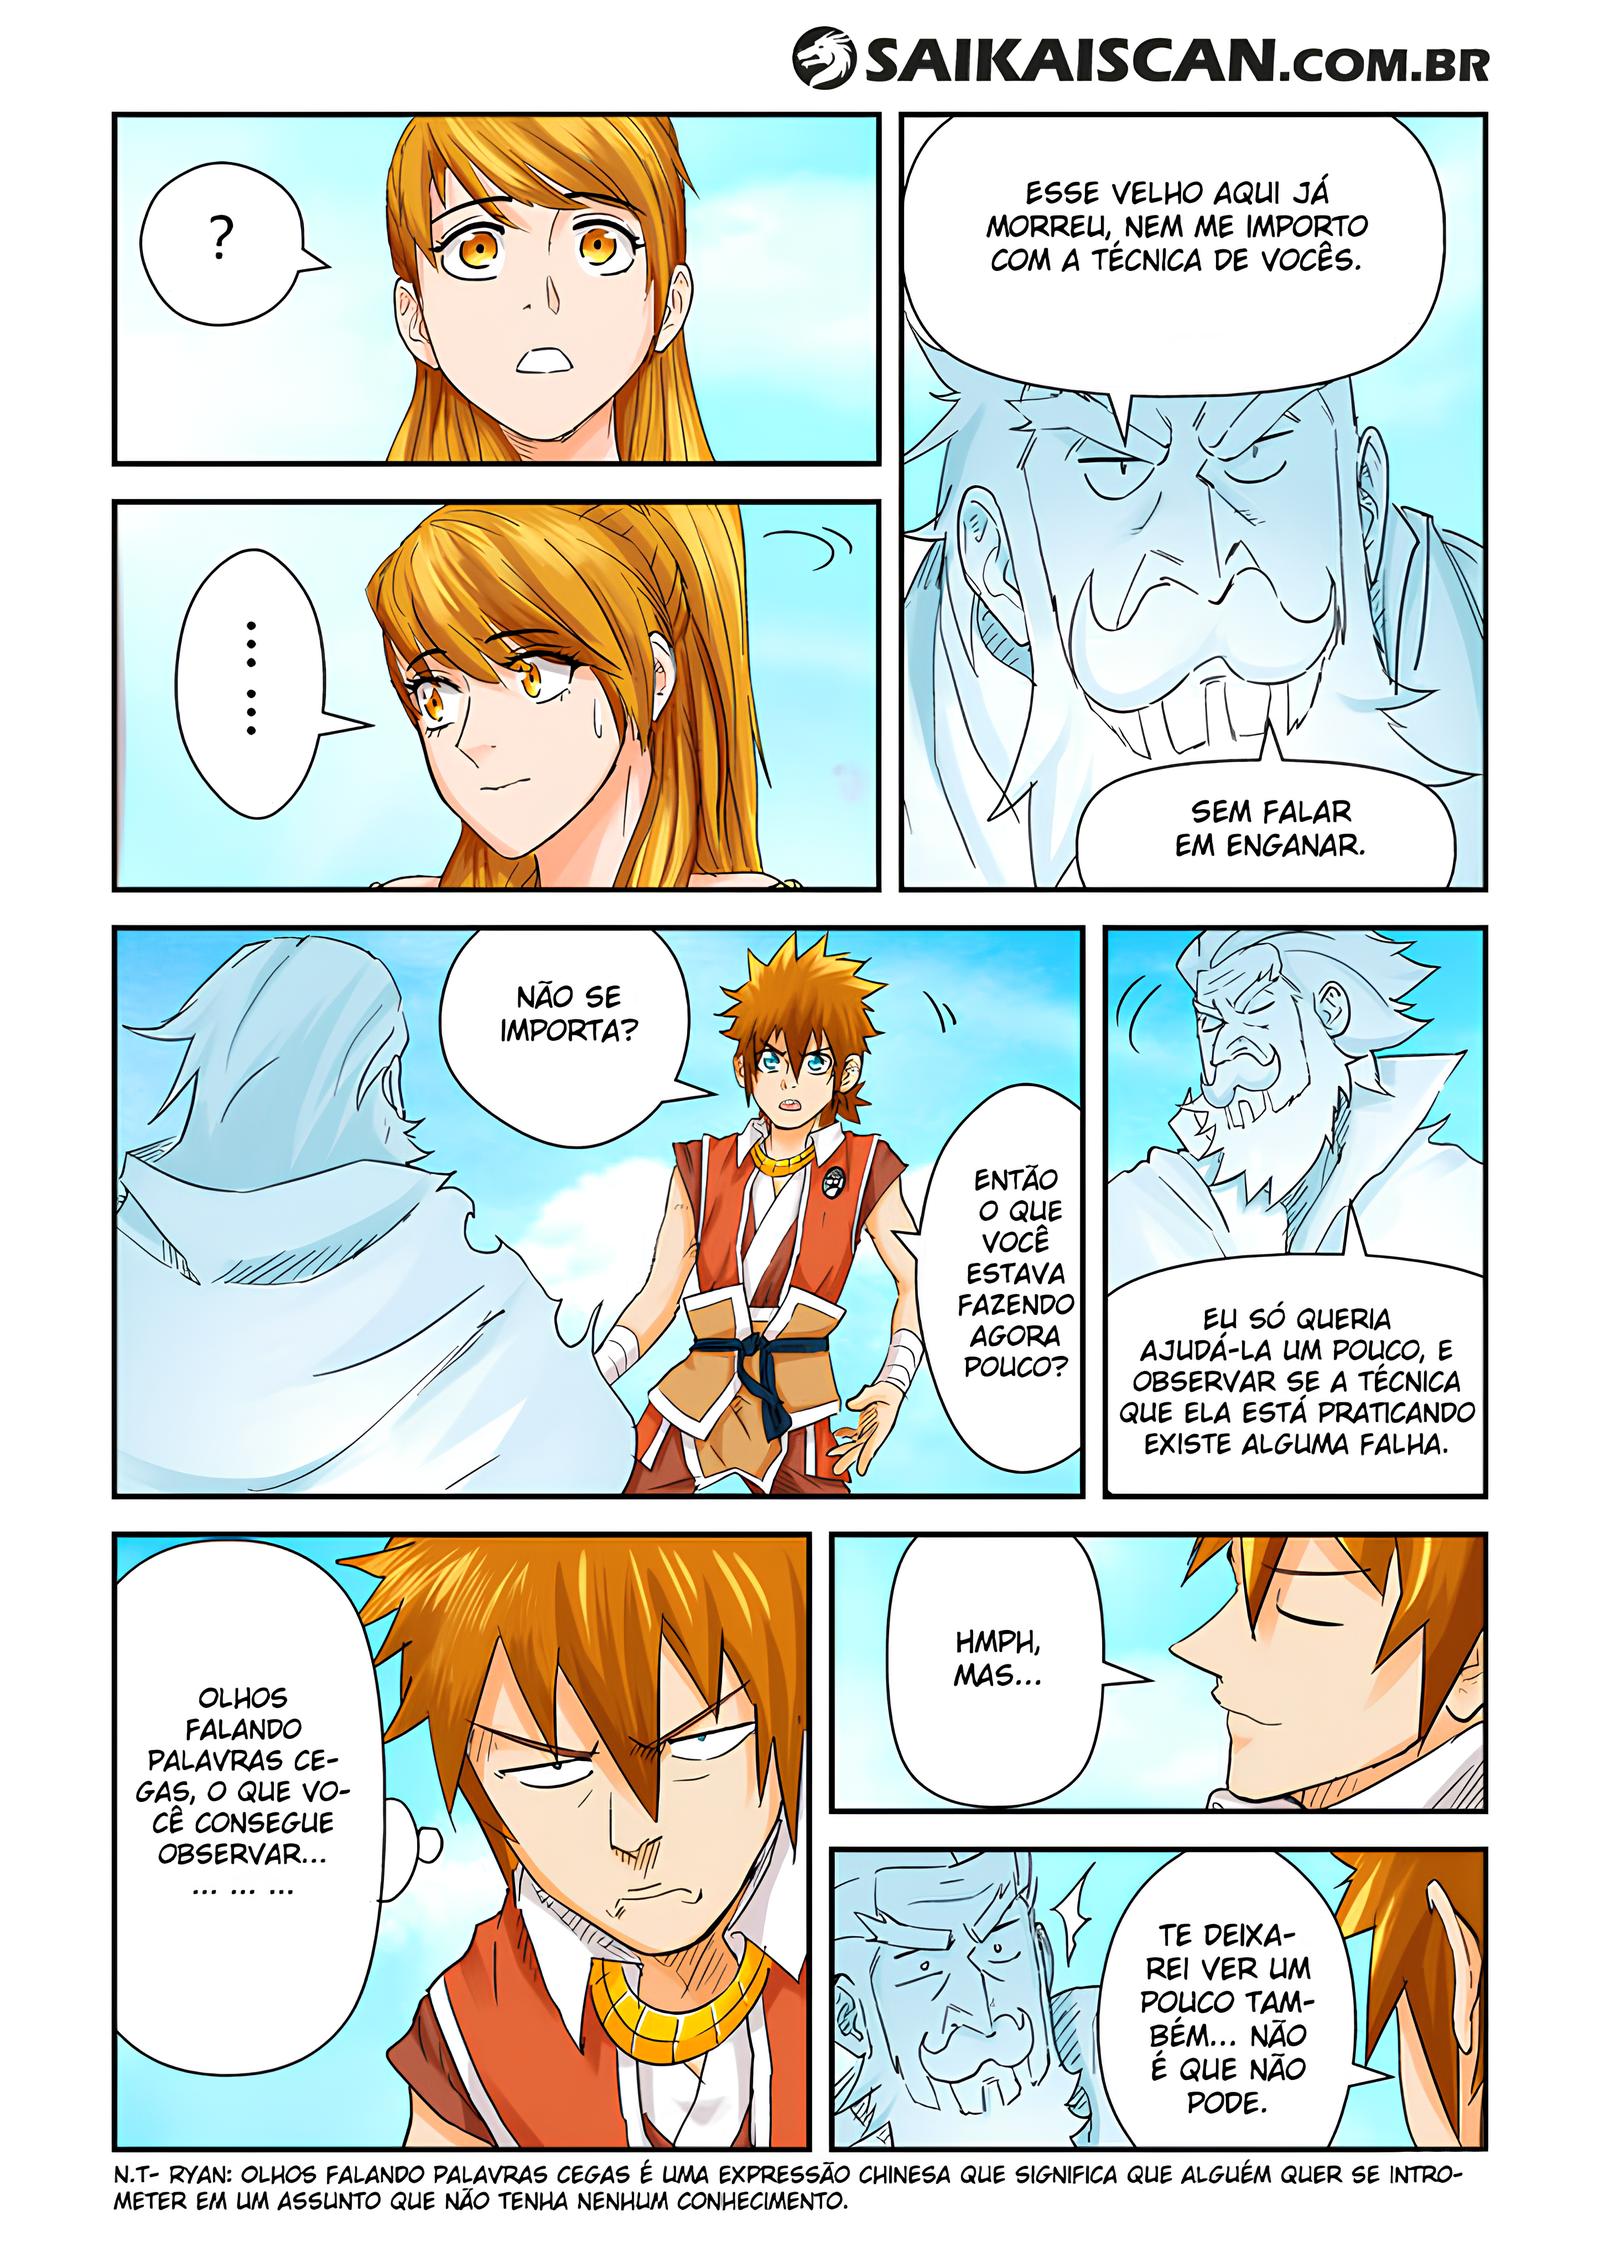 SAIKAISCAN.COM.BR
ESSE VELHO AQUI JÁ
MORREU, NEM ME IMPORTO
COM A TÉCNICA DE VOCÊS.
SEM FALAR
EM ENGANAR.
?
......
EU SÓ QUERIA
AJUDÁ-LA UM POUCO, E
OBSERVAR SE A TÉCNICA
QUE ELA ESTÁ PRATICANDO
EXISTE ALGUMA FALHA.
NÃO SE
IMPORTA?
ENTÃO
O QUE
VOCÊ
ESTAVA
FAZENDO
AGORA
POUCO?
HMPH,
MAS...
TE DEIXA-
REI VER UM
POUCO TAM-
BÉM... NÃO
É QUE NÃO
PODE.
OLHOS
FALANDO
PALAVRAS CE-
GAS, O QUE VO-
CÊ CONSEGUE
OBSERVAR...
... ... ...
N.T- RYAN: OLHOS FALANDO PALAVRAS CEGAS É UMA EXPRESSÃO CHINESA QUE SIGNIFICA QUE ALGUÉM QUER SE INTRO-
METER EM UM ASSUNTO QUE NÃO TENHA NENHUM CONHECIMENTO.